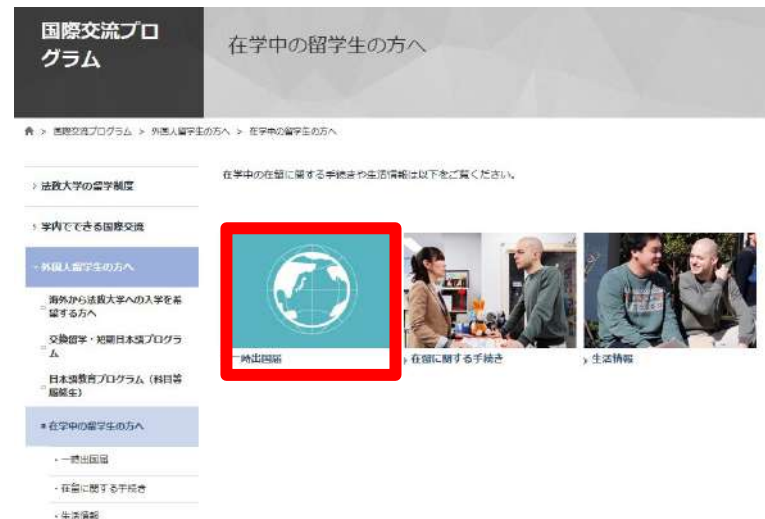 国際交流プロ
グラム
在学中の留学生の方へ
> 国際交流プログラム > 外国人留学生の方へ > 在学中の留学生の方へ
在学中の在留に関する手続きや生活情報は以下をご覧ください。
› 法政大学の留学制度
› 学内でできる国際交流
外国人留学生の方へ
海外から法政大学への入学を希
望する方へ
交換留学・短期日本語プログラ
ム
日本語教育プログラム（科目等
履修生）
在学中の留学生の方へ
・一時出国届
・在留に関する手続き
・生活情報
一時出国届
› 在留に関する手続き
› 生活情報